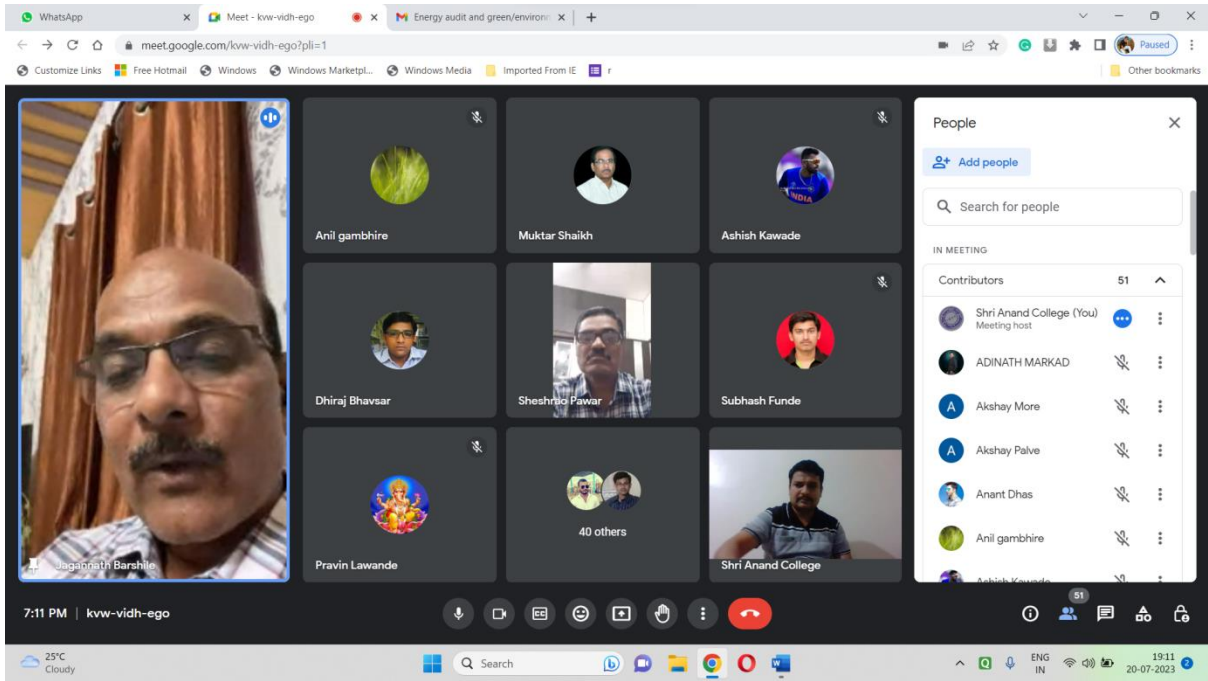 WhatsApp
Meet - kvw-vidh-ego
Energy audit and green/environm
meet.google.com/kvw-vidh-ego?pli=1
Paused
Customize Links
Free Hotmail
Windows
Windows Marketpl...
Windows Media
Imported From IE
r
Other bookmarks
Jagannath Barshile
Anil gambhire
Muktar Shaikh
Ashish Kawade
INDIA
Dhiraj Bhavsar
Sheshrao Pawar
Subhash Funde
Pravin Lawande
40 others
Shri Anand College
People
Add people
Search for people
IN MEETING
Contributors 51
Shri Anand College (You)
Meeting host
ADINATH MARKAD
A Akshay More
A Akshay Palve
Anant Dhas
Anil gambhire
Ashish Kawade
7:11 PM | kvw-vidh-ego
CC
51
25°C
Cloudy
Search
ENG
IN
19:11
20-07-2023
2